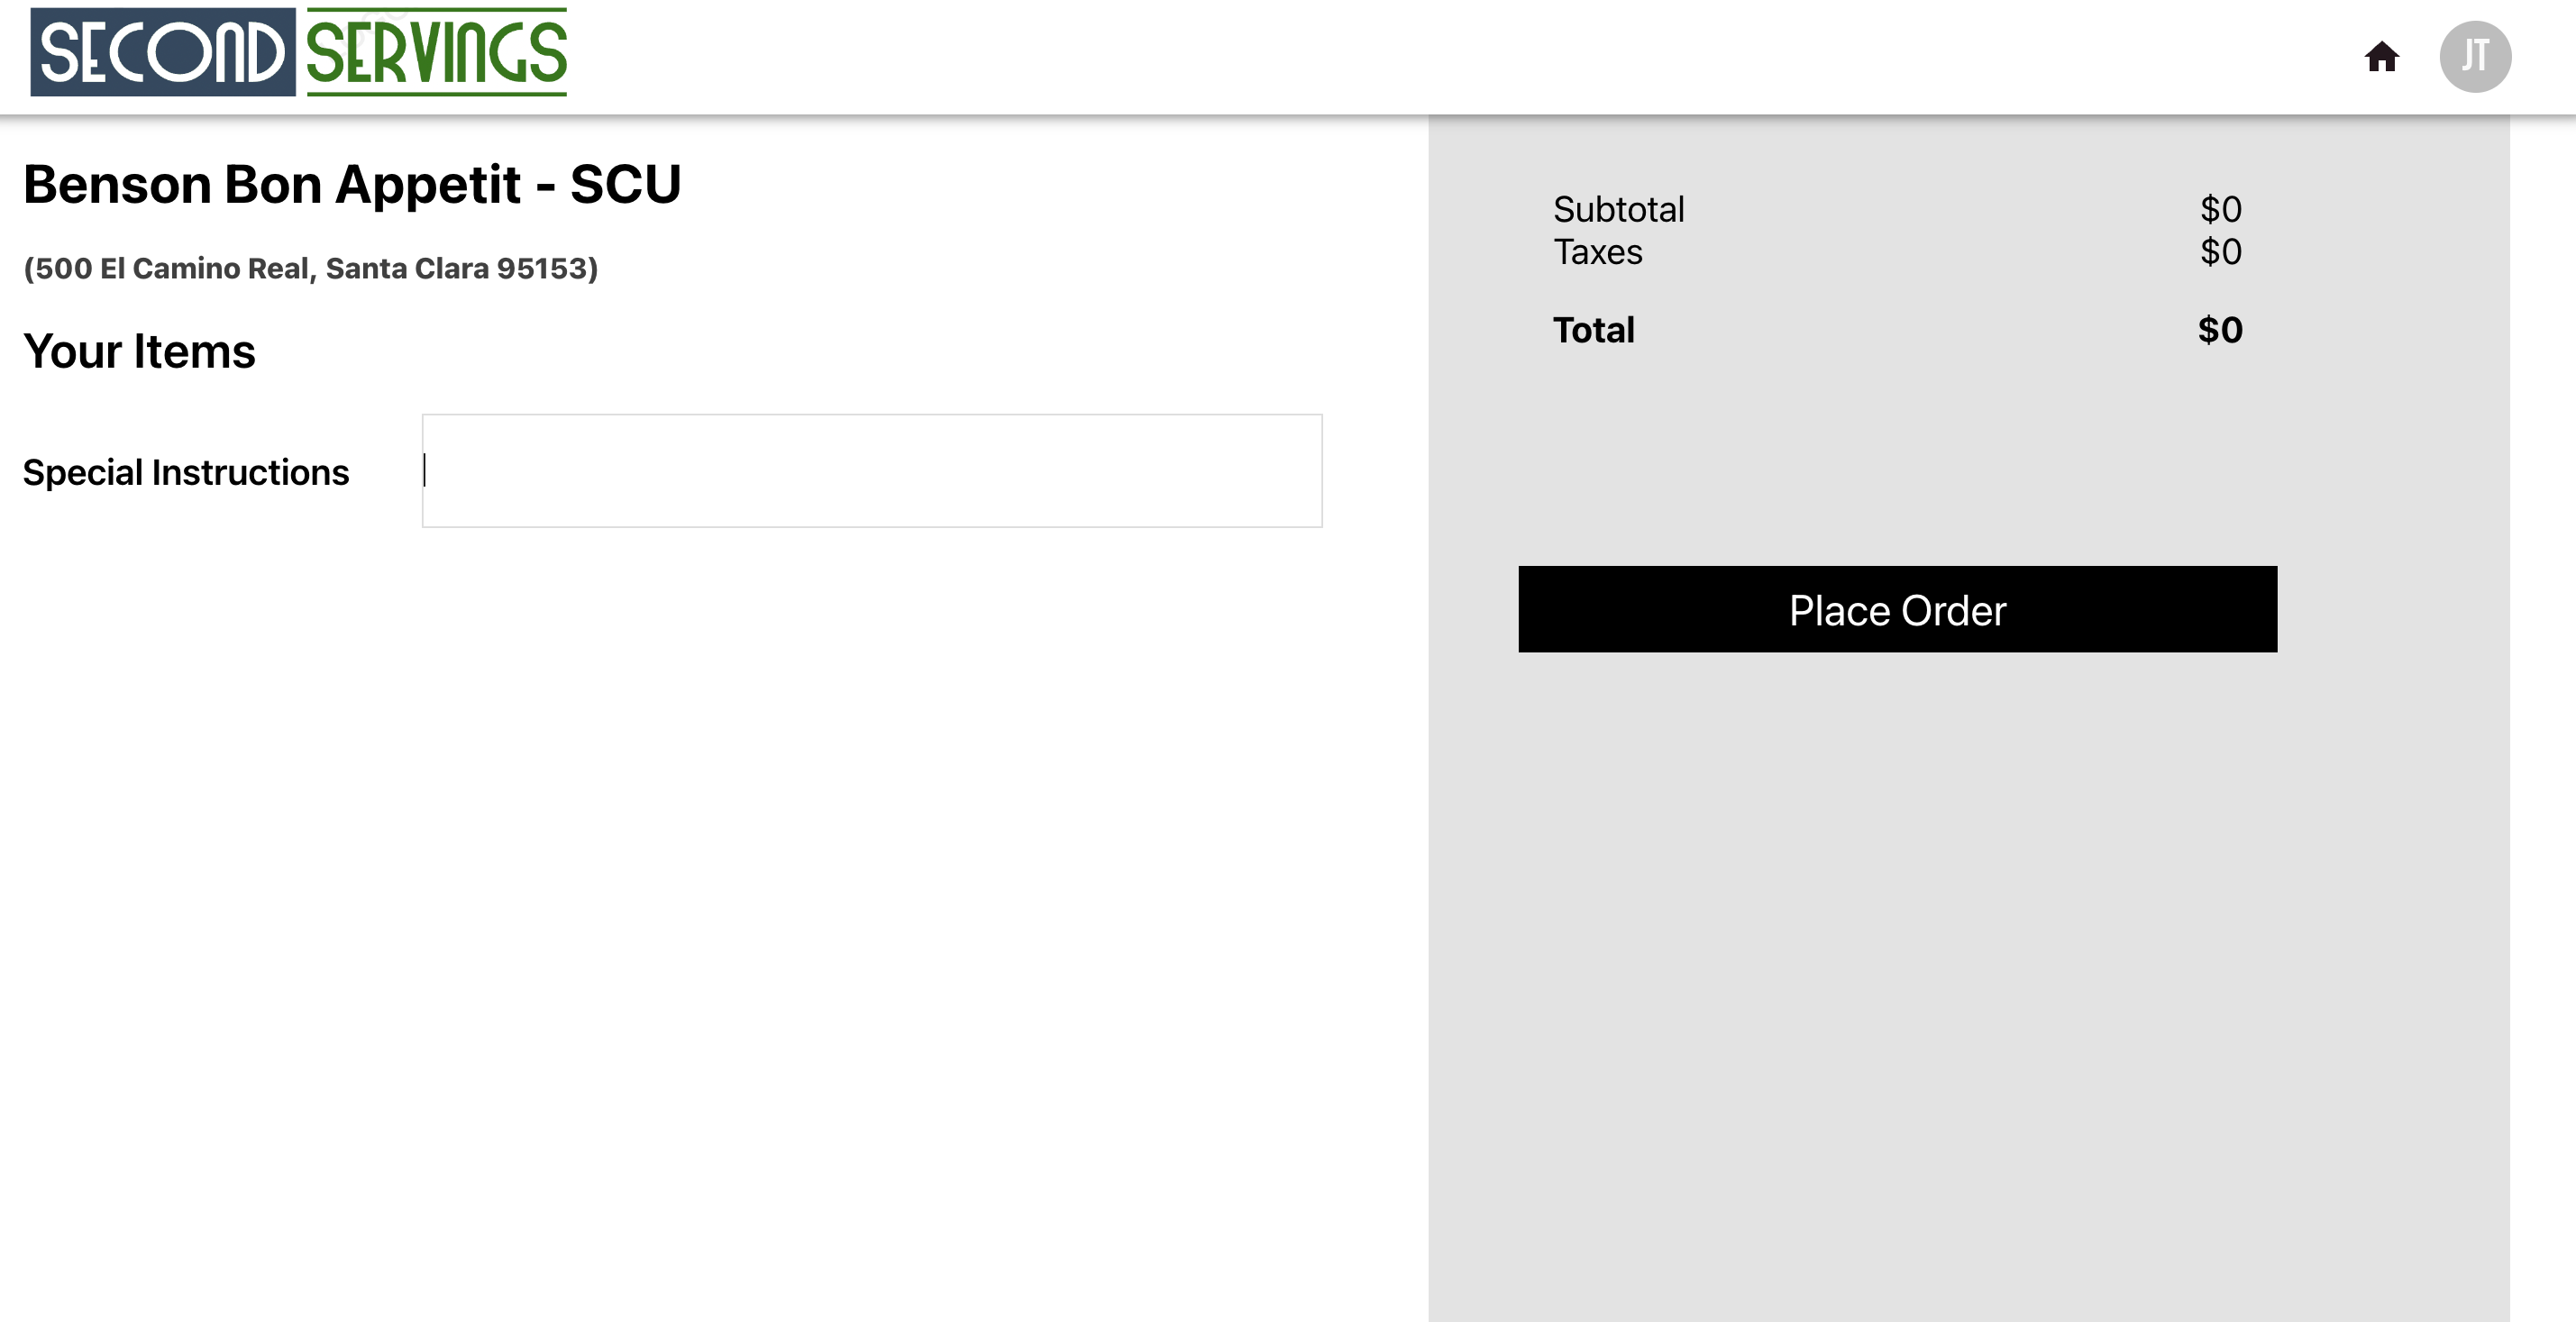 SECOND SERVINGS
JT
Benson Bon Appetit - SCU
(500 El Camino Real, Santa Clara 95153)
Your Items
Special Instructions
Subtotal $0
Taxes $0
Total $0
Place Order